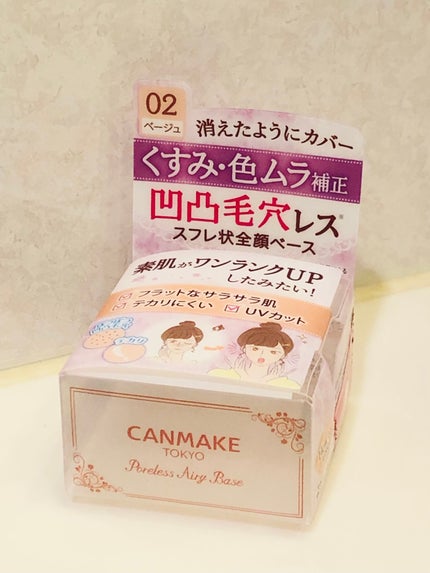 02
ベージュ
消えたようにカバー
くすみ・色ムラ補正
凹凸毛穴レス※
スフレ状全顔ベース
素肌がワンランクUP
したみたい!
フラットなサラサラ肌
テカリにくい UVカット
CANMAKE
TOKYO
Poreless Airy Base